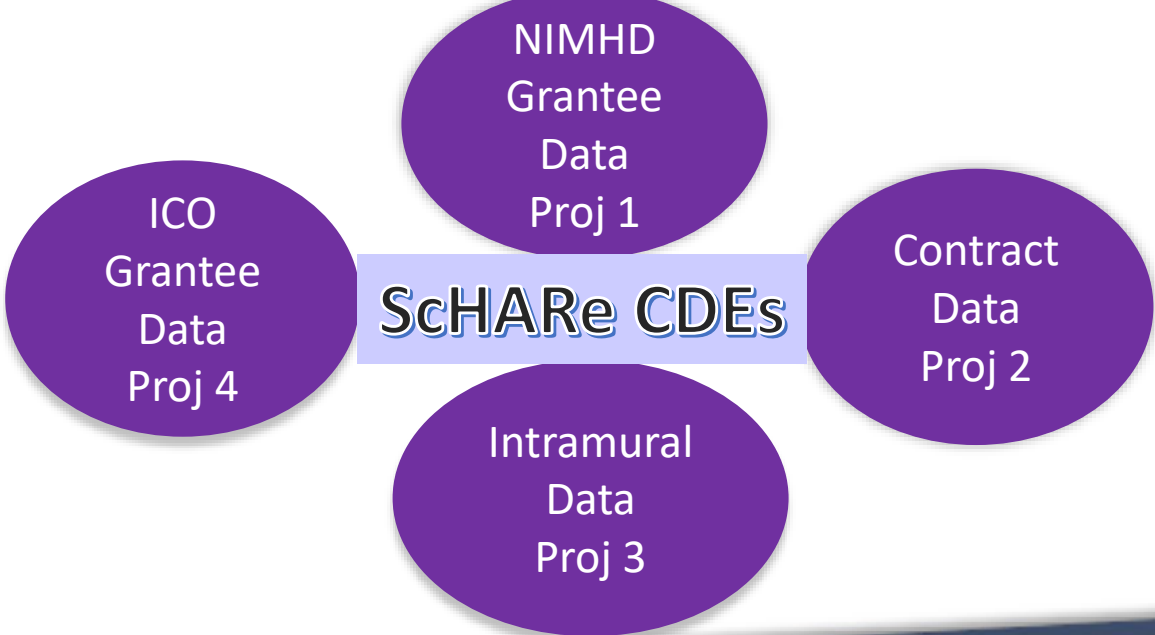 NIMHD
Grantee
Data
Proj 1
ICO
Grantee
Data
Proj 4
ScHARe CDEs
Contract
Data
Proj 2
Intramural
Data
Proj 3